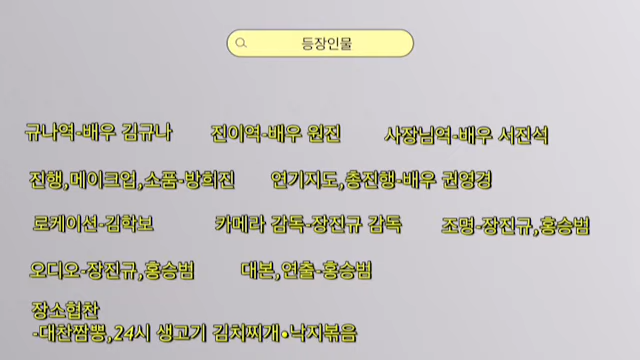 등장인물
규나역-배우 김규나 진이역-배우 원진 사장님역-배우 서진석
진행,메이크업,소품-방희진 연기지도,총진행-배우 권영경
로케이션-김학보 카메라 감독-장진규 감독 조명-장진규,홍승범
오디오-장진규,홍승범 대본,연출-홍승범
장소협찬
-대찬짬뽕,24시 생고기 김치찌개•낙지볶음